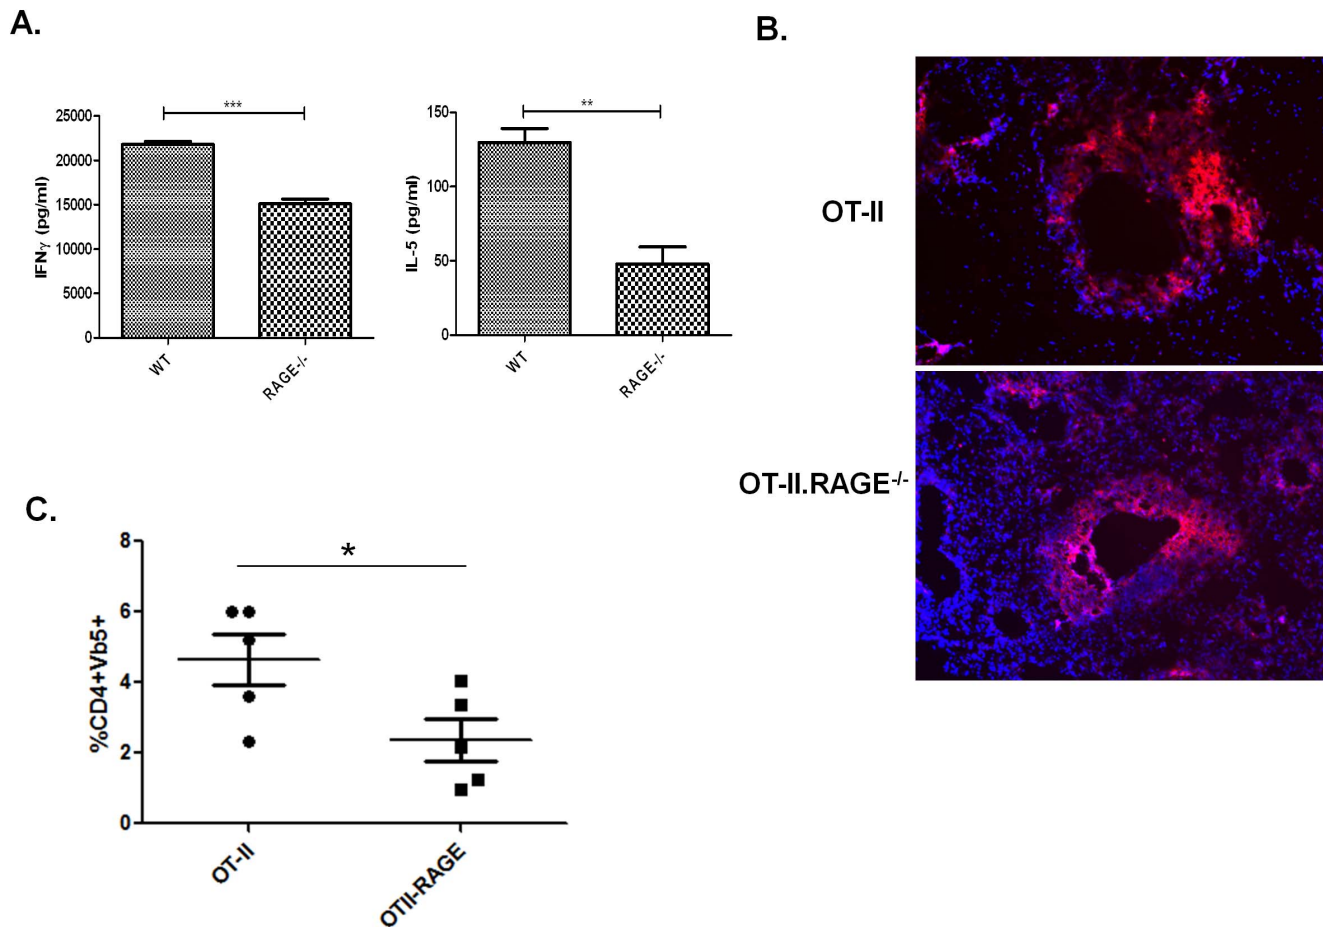 A.
B.
***
25000
20000
15000
10000
5000
0
IFNγ (pg/ml)
WT
RAGE-/-
**
150
100
50
0
IL-5 (pg/ml)
WT
RAGE-/-
OT-II
OT-II.RAGE-/-
C.
*
8
6
4
2
0
%CD4+Vb5+
OT-II
OTII-RAGE